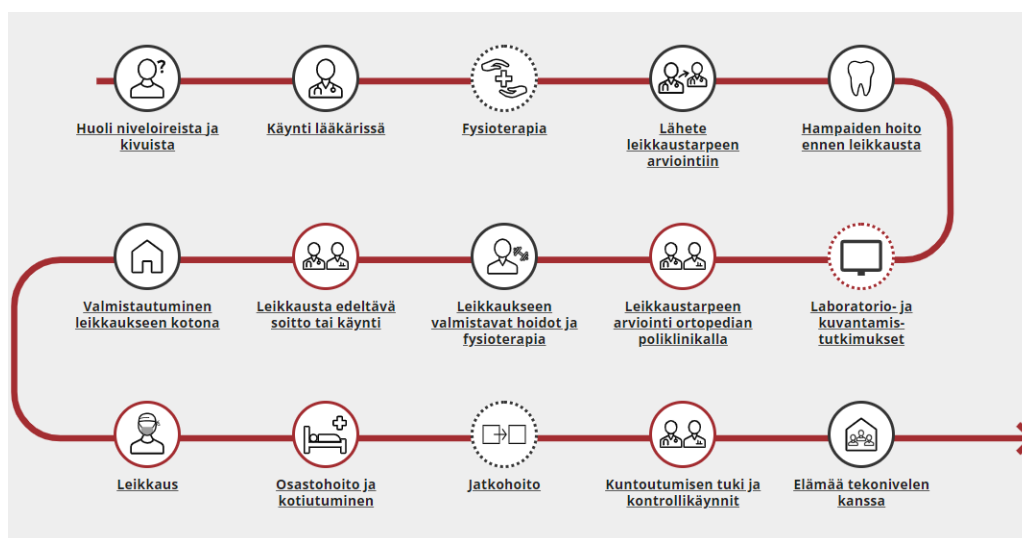 ?
Huoli niveloireista ja
kivuista
Käynti lääkärissä
Fysioterapia
Lähete
leikkaustarpeen
arviointiin
Hampaiden hoito
ennen leikkausta
Laboratorio- ja
kuvantamis-
tutkimukset
Leikkaustarpeen
arviointi ortopedian
poliklinikalla
Leikkaukseen
valmistavat hoidot ja
fysioterapia
Leikkausta edeltävä
soitto tai käynti
Valmistautuminen
leikkaukseen kotona
Leikkaus
Osastohoito ja
kotiutuminen
Jatkohoito
Kuntoutumisen tuki ja
kontrollikäynnit
Elämää tekonivelen
kanssa